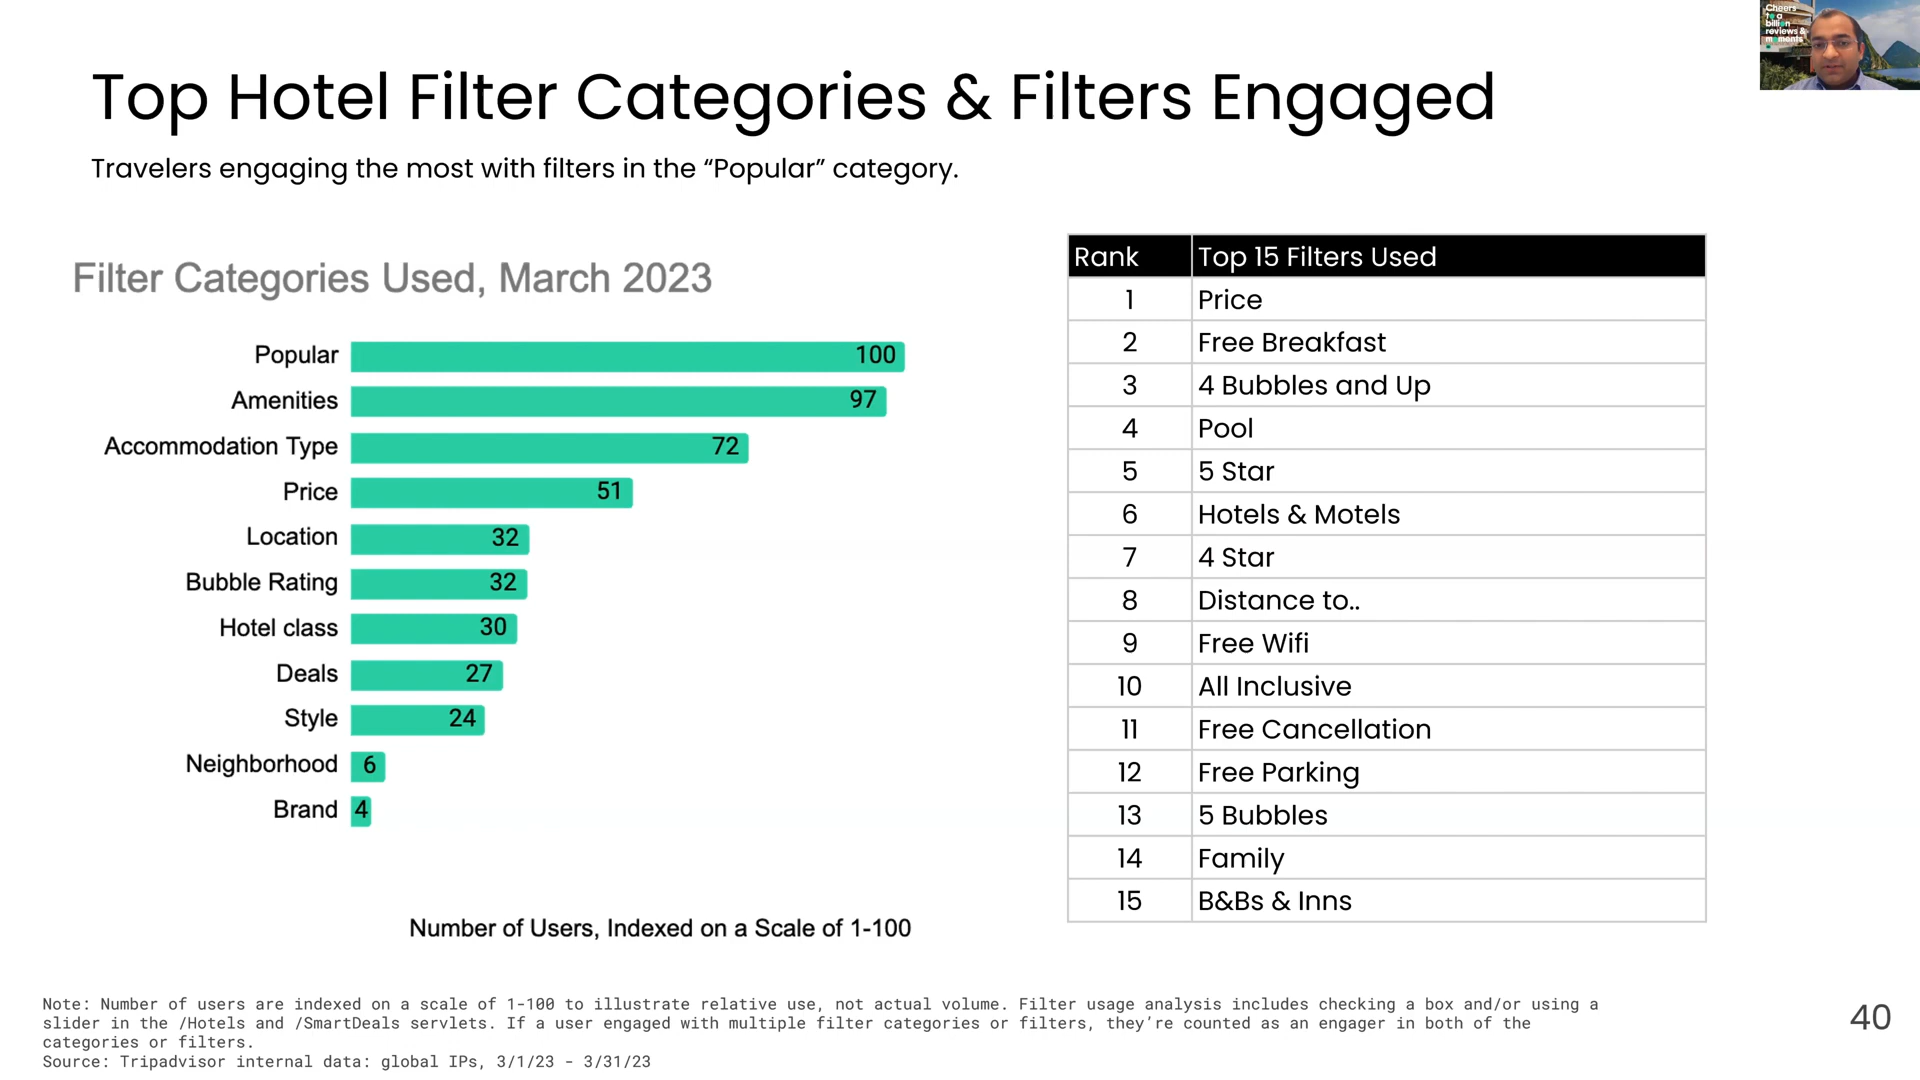 Cheers
to a
billion
reviews &
moments
Top Hotel Filter Categories & Filters Engaged
Travelers engaging the most with filters in the “Popular” category.
Filter Categories Used, March 2023
Popular 100
Amenities 97
Accommodation Type 72
Price 51
Location 32
Bubble Rating 32
Hotel class 30
Deals 27
Style 24
Neighborhood 6
Brand 4
Number of Users, Indexed on a Scale of 1-100
Rank Top 15 Filters Used
1 Price
2 Free Breakfast
3 4 Bubbles and Up
4 Pool
5 5 Star
6 Hotels & Motels
7 4 Star
8 Distance to..
9 Free Wifi
10 All Inclusive
11 Free Cancellation
12 Free Parking
13 5 Bubbles
14 Family
15 B&Bs & Inns
Note: Number of users are indexed on a scale of 1-100 to illustrate relative use, not actual volume. Filter usage analysis includes checking a box and/or using a
slider in the /Hotels and /SmartDeals servlets. If a user engaged with multiple filter categories or filters, they’re counted as an engager in both of the
categories or filters.
Source: Tripadvisor internal data: global IPs, 3/1/23 - 3/31/23
40